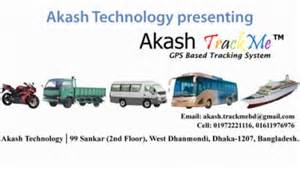 Akash Technology presenting
Akash TrackMe™
GPS Based Tracking System
Email: akash.trackmebd@gmail.com
Cell: 01972221116, 01611976976
Akash Technology | 99 Sankar (2nd Floor), West Dhanmondi, Dhaka-1207, Bangladesh.